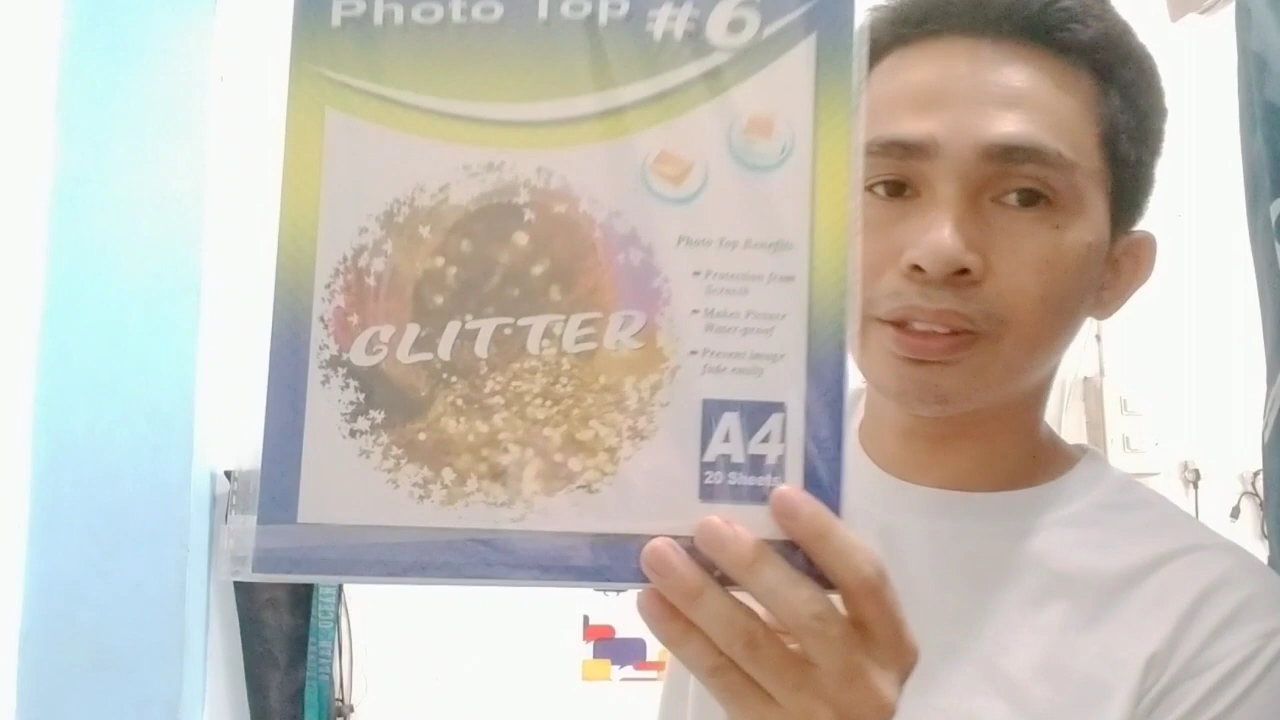 Photo Top #6
GLITTER
Photo Top Benefits
Protection from
Scratch
Makes Picture
Water-proof
Prevent image
fade easily
A4
20 Sheets
OCEAN